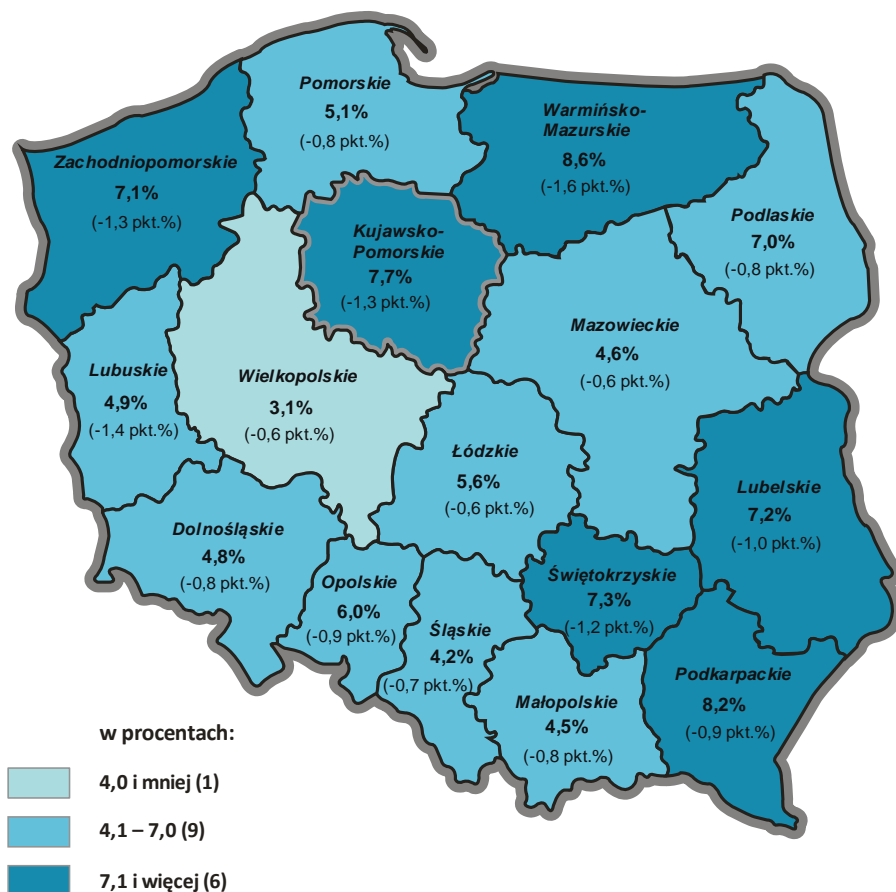 Pomorskie
5,1%
(-0,8 pkt.%)
Warmińsko-
Mazurskie
8,6%
(-1,6 pkt.%)
Zachodniopomorskie
7,1%
(-1,3 pkt.%)
Podlaskie
7,0%
(-0,8 pkt.%)
Kujawsko-
Pomorskie
7,7%
(-1,3 pkt.%)
Mazowieckie
4,6%
(-0,6 pkt.%)
Lubuskie
4,9%
(-1,4 pkt.%)
Wielkopolskie
3,1%
(-0,6 pkt.%)
Łódzkie
5,6%
(-0,6 pkt.%)
Lubelskie
7,2%
(-1,0 pkt.%)
Dolnośląskie
4,8%
(-0,8 pkt.%)
Opolskie
6,0%
(-0,9 pkt.%)
Śląskie
4,2%
(-0,7 pkt.%)
Świętokrzyskie
7,3%
(-1,2 pkt.%)
Małopolskie
4,5%
(-0,8 pkt.%)
Podkarpackie
8,2%
(-0,9 pkt.%)
w procentach:
4,0 i mniej (1)
4,1 – 7,0 (9)
7,1 i więcej (6)